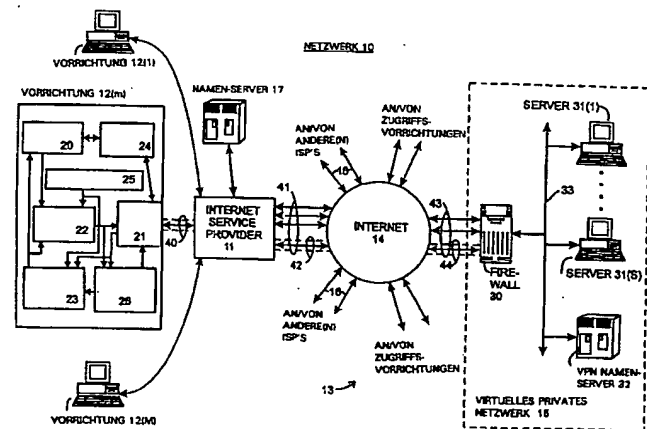 NETZWERK 10
VORRICHTUNG 12(1)
NAMEN-SERVER 17
VORRICHTUNG 12(m)
20
24
25
22
21
23
26
40
INTERNET
SERVICE
PROVIDER
11
41
42
AN/VON
ANDERE(N)
ISP'S
16
AN/VON
ZUGRIFFS-
VORRICHTUNGEN
INTERNET
14
43
44
FIRE-
WALL
30
SERVER 31(1)
33
SERVER 31(S)
VPN NAMEN-
SERVER 32
VIRTUELLES PRIVATES
NETZWERK 15
16
AN/VON
ANDERE(N)
ISP'S
AN/VON
ZUGRIFFS-
VORRICHTUNGEN
13
VORRICHTUNG 12(M)